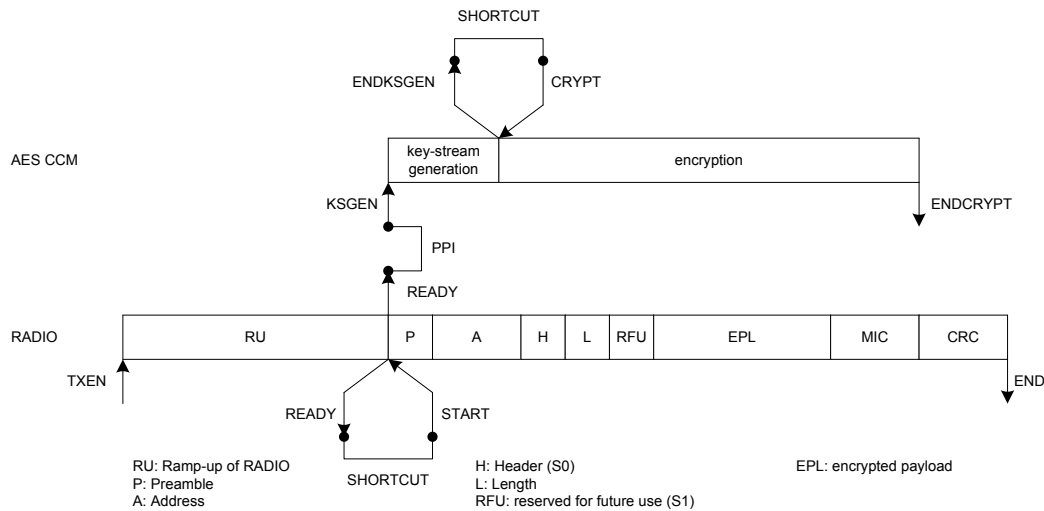 SHORTCUT
ENDKSGEN
CRYPT
AES CCM
key-stream
generation
encryption
KSGEN
ENDCRYPT
PPI
READY
RADIO
RU
P
A
H
L
RFU
EPL
MIC
CRC
TXEN
END
READY
START
SHORTCUT
RU: Ramp-up of RADIO
P: Preamble
A: Address
H: Header (S0)
L: Length
RFU: reserved for future use (S1)
EPL: encrypted payload